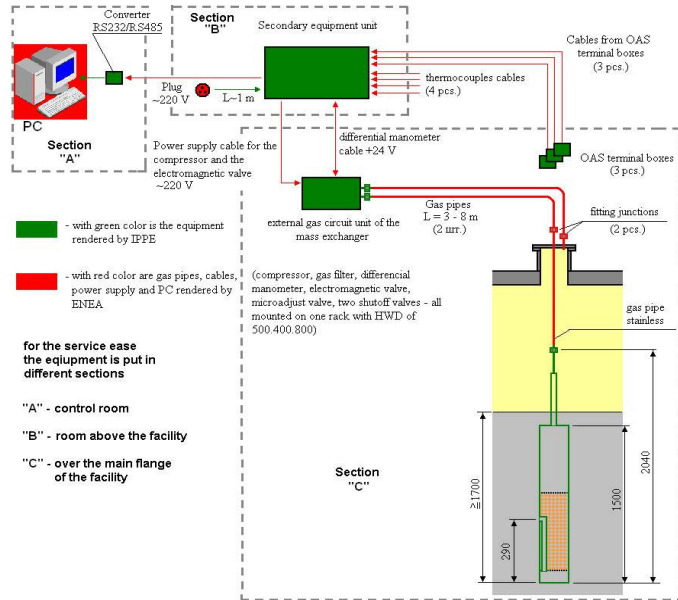 Converter
RS232/RS485
Section
"B"
Secondary equipment unit
Cables from OAS
terminal boxes
(3 pcs.)
Plug
~220 V
L~1 m
thermocouples cables
(4 pcs.)
PC
Section
"A"
Power supply cable for the
compressor and the
electromagnetic valve
~220 V
differential manometer
cable +24 V
OAS terminal boxes
(3 pcs.)
Gas pipes
L = 3 - 8 m
(2 шт.)
external gas circuit unit of the
mass exchanger
fitting junctions
(2 pcs.)
- with green color is the equipment
rendered by IPPE
- with red color are gas pipes, cables,
power supply and PC rendered by
ENEA
(compressor, gas filter, differencial
manometer, electromagnetic valve,
microadjust valve, two shutoff valves - all
mounted on one rack with HWD of
500.400.800)
gas pipe
stainless
for the service ease
the eqiupment is put in
different sections
"A" - control room
"B" - room above the facility
"C" - over the main flange
of the facility
Section
"C"
≥1700
290
1500
2040